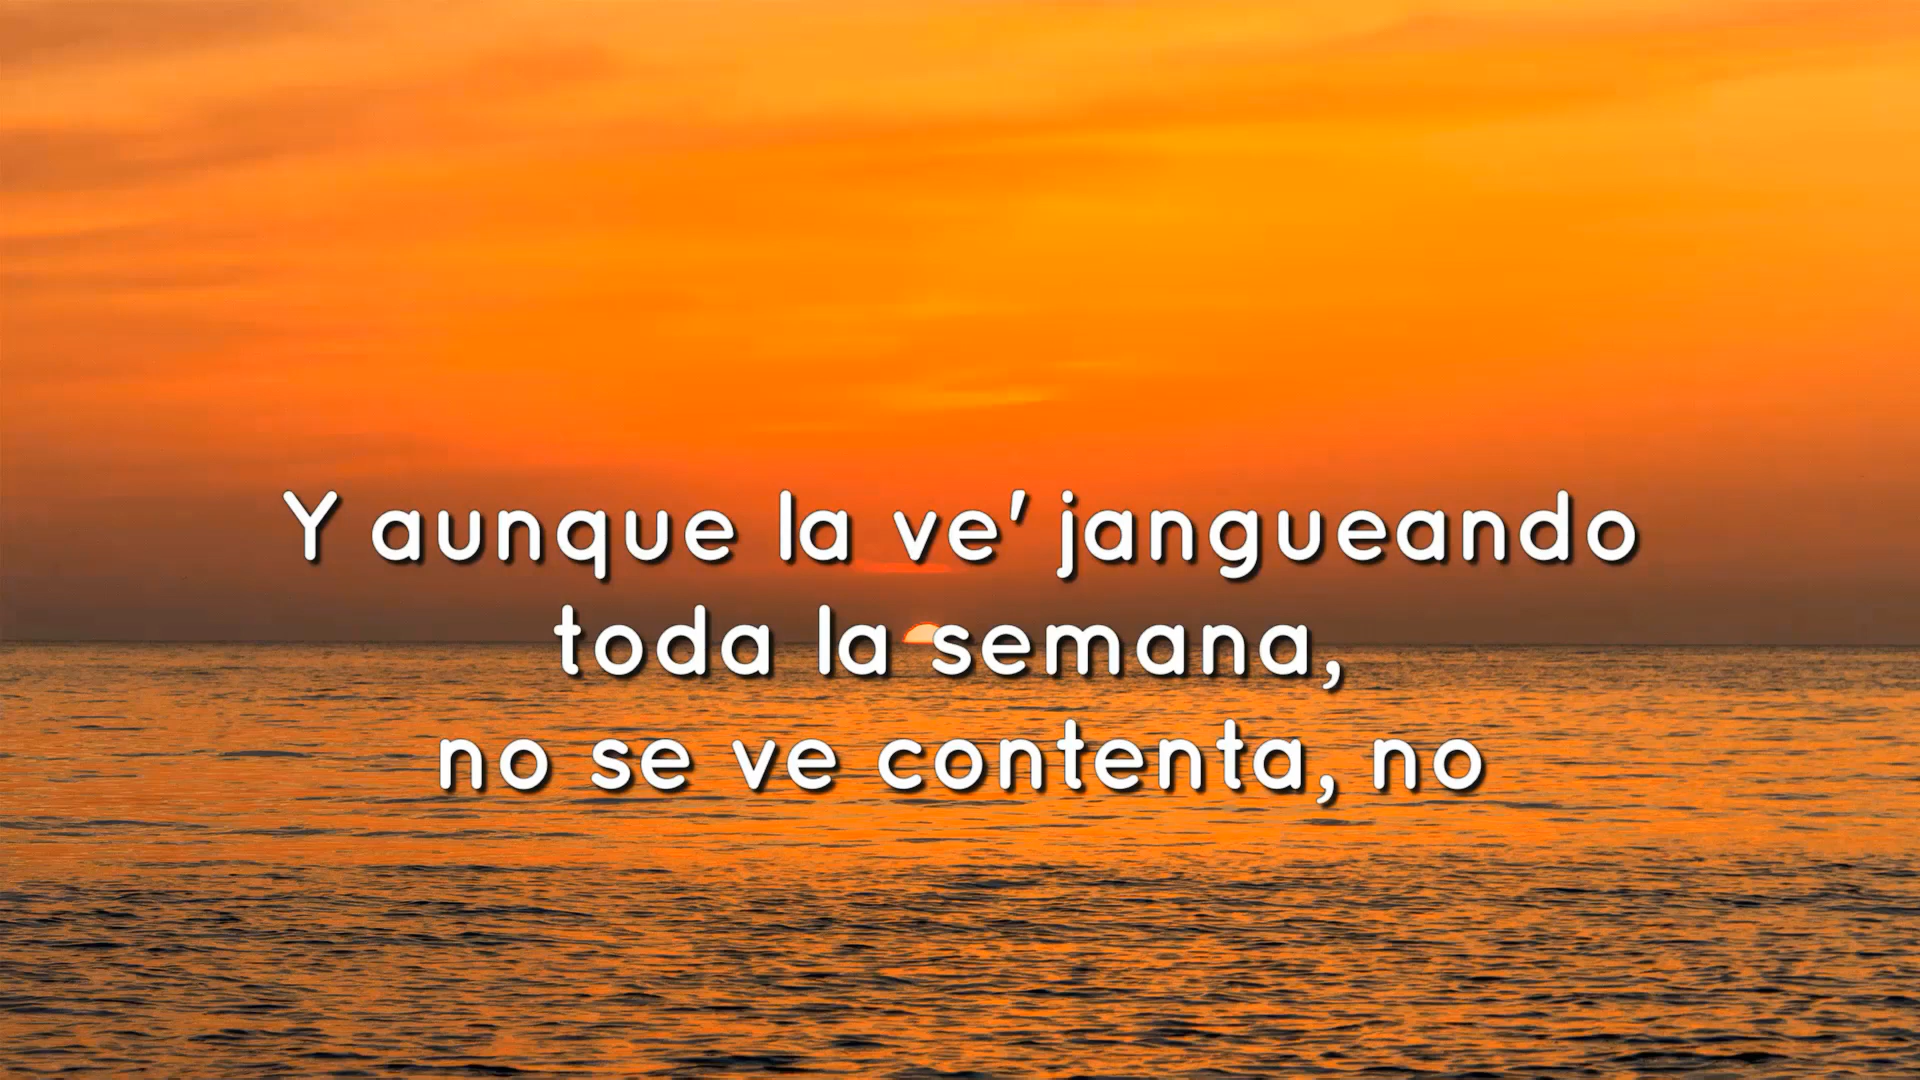 Y aunque la ve' jangueando
toda la semana,
no se ve contenta, no